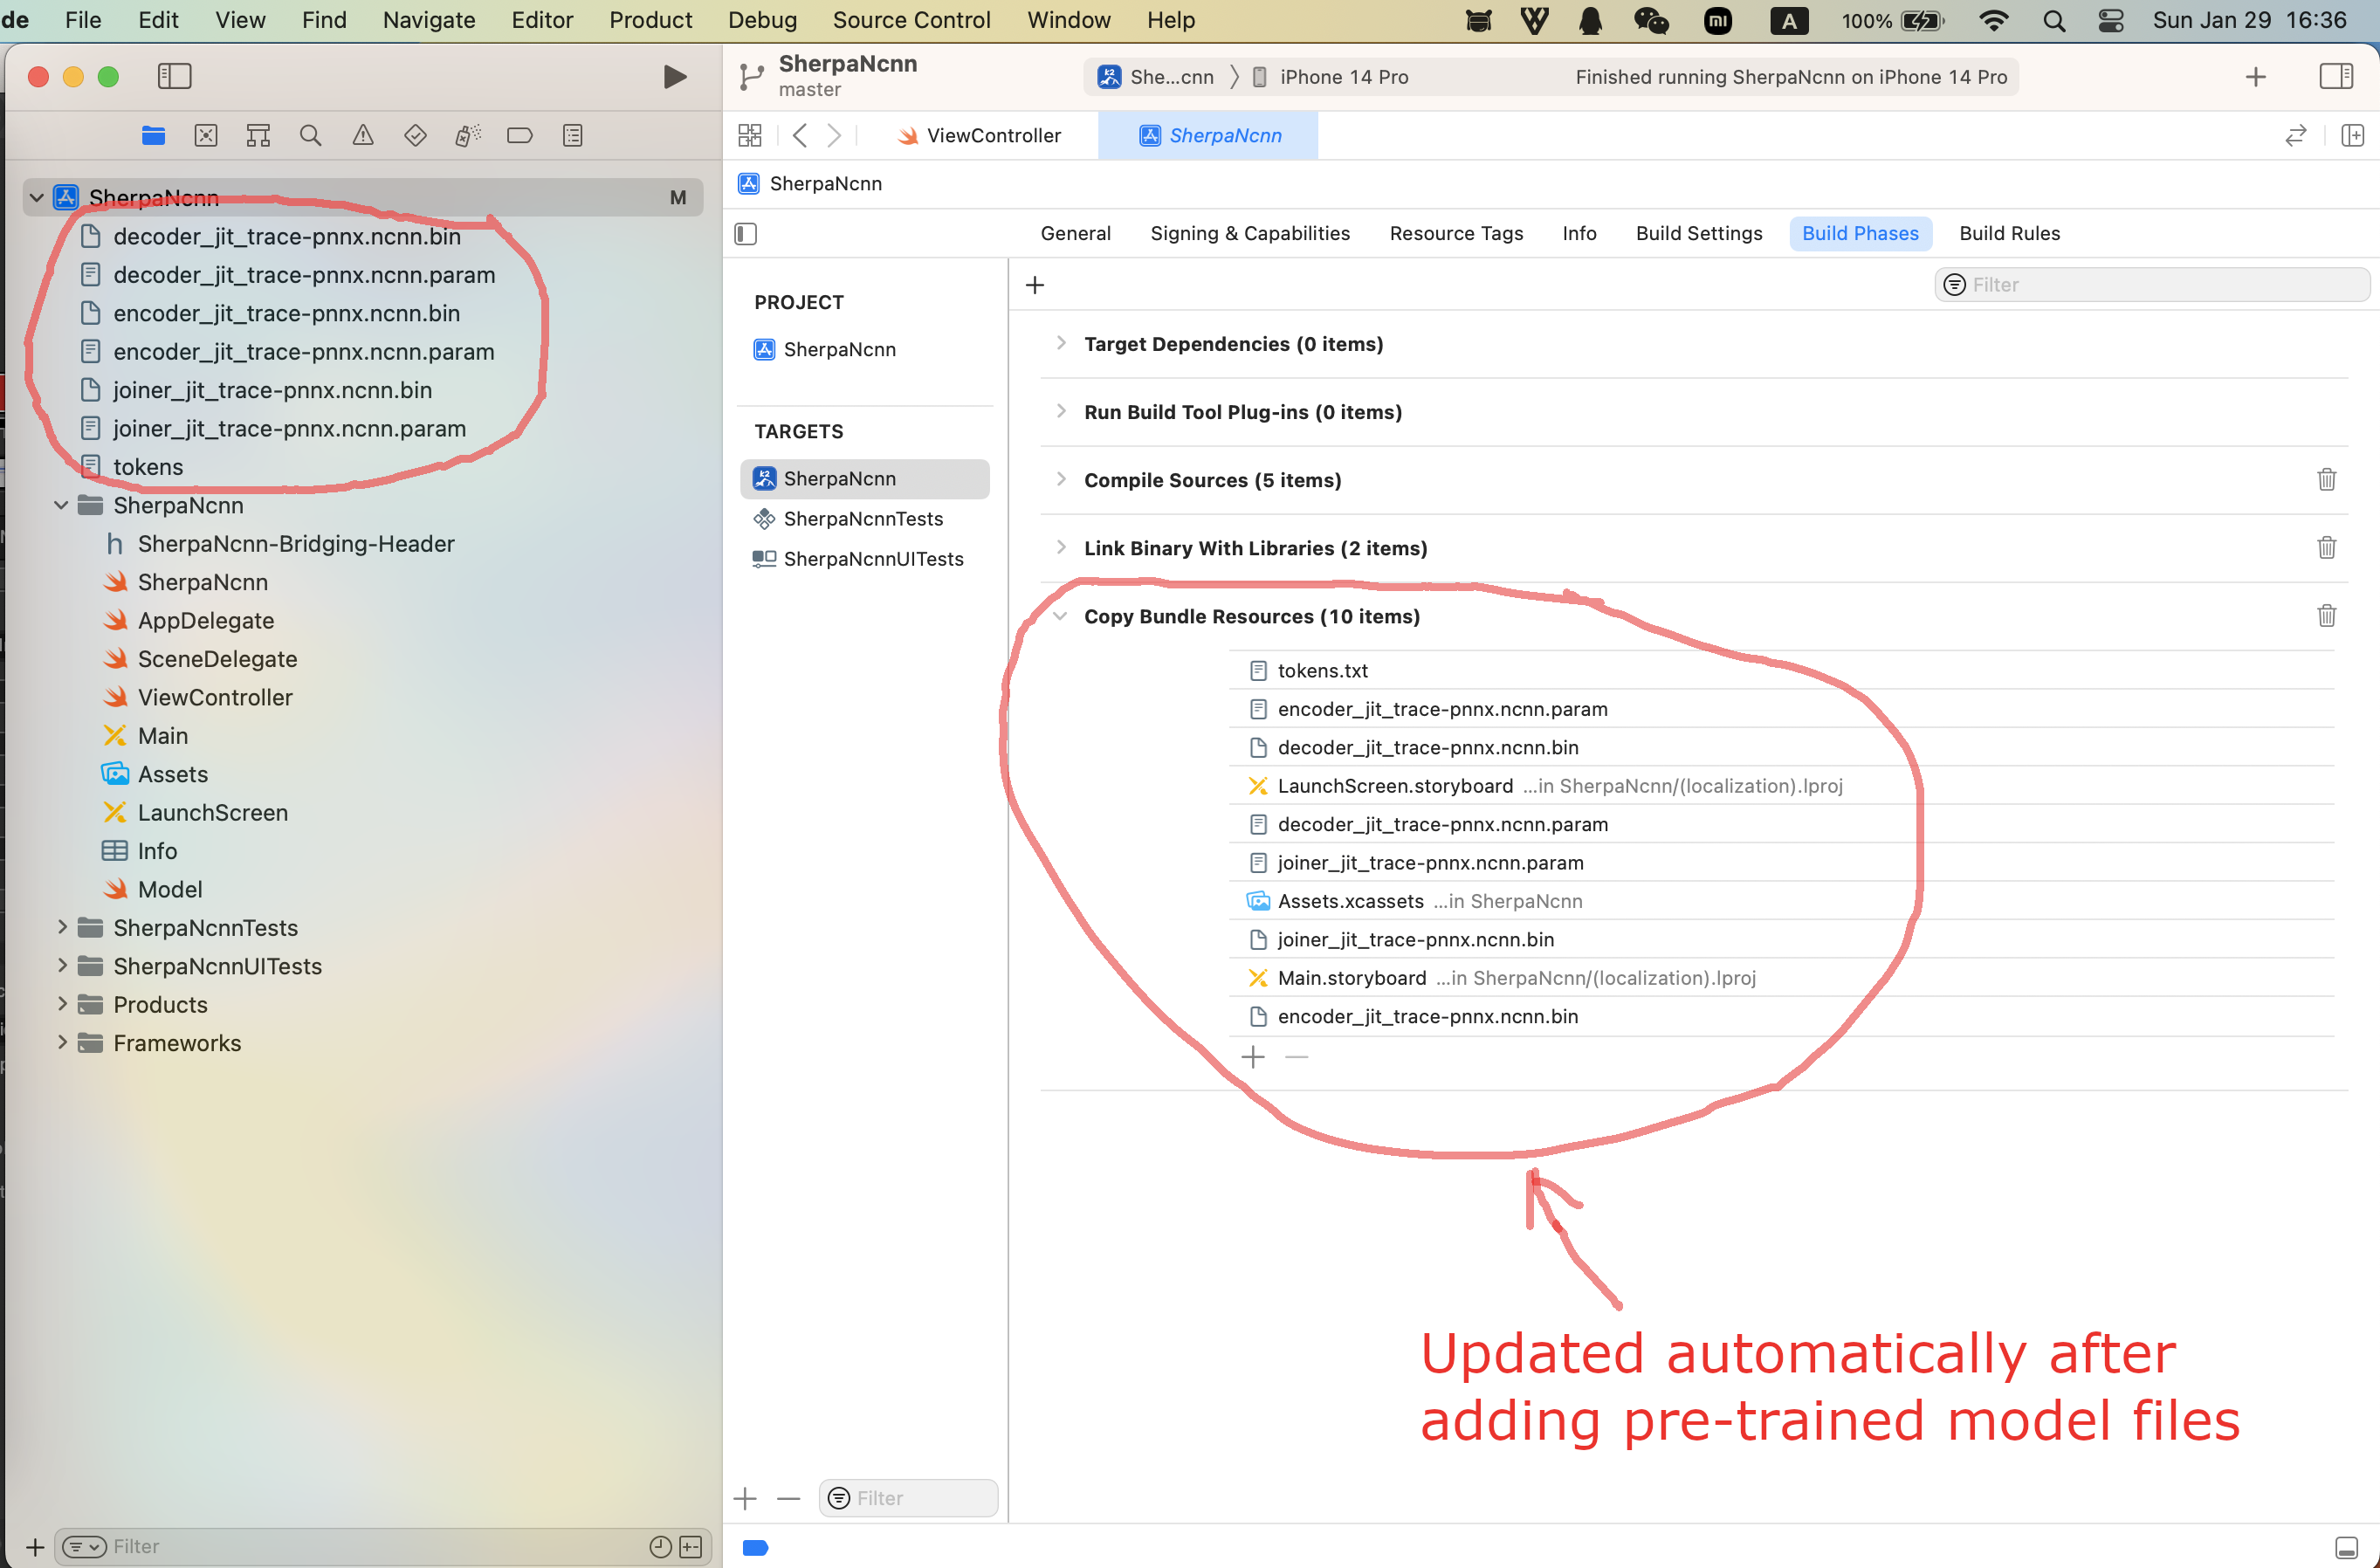 de File Edit View Find Navigate Editor Product Debug Source Control Window Help A 100% Sun Jan 29 16:36
SherpaNcnn
master
She...cnn iPhone 14 Pro Finished running SherpaNcnn on iPhone 14 Pro
ViewController SherpaNcnn
SherpaNcnn
General Signing & Capabilities Resource Tags Info Build Settings Build Phases Build Rules
Filter
SherpaNcnn M
decoder_jit_trace-pnnx.ncnn.bin
decoder_jit_trace-pnnx.ncnn.param
encoder_jit_trace-pnnx.ncnn.bin
encoder_jit_trace-pnnx.ncnn.param
joiner_jit_trace-pnnx.ncnn.bin
joiner_jit_trace-pnnx.ncnn.param
tokens
SherpaNcnn
SherpaNcnn-Bridging-Header
SherpaNcnn
AppDelegate
SceneDelegate
ViewController
Main
Assets
LaunchScreen
Info
Model
SherpaNcnnTests
SherpaNcnnUITests
Products
Frameworks
Filter
PROJECT
SherpaNcnn
TARGETS
SherpaNcnn
SherpaNcnnTests
SherpaNcnnUITests
Filter
Target Dependencies (0 items)
Run Build Tool Plug-ins (0 items)
Compile Sources (5 items)
Link Binary With Libraries (2 items)
Copy Bundle Resources (10 items)
tokens.txt
encoder_jit_trace-pnnx.ncnn.param
decoder_jit_trace-pnnx.ncnn.bin
LaunchScreen.storyboard ...in SherpaNcnn/(localization).lproj
decoder_jit_trace-pnnx.ncnn.param
joiner_jit_trace-pnnx.ncnn.param
Assets.xcassets ...in SherpaNcnn
joiner_jit_trace-pnnx.ncnn.bin
Main.storyboard ...in SherpaNcnn/(localization).lproj
encoder_jit_trace-pnnx.ncnn.bin
Updated automatically after
adding pre-trained model files